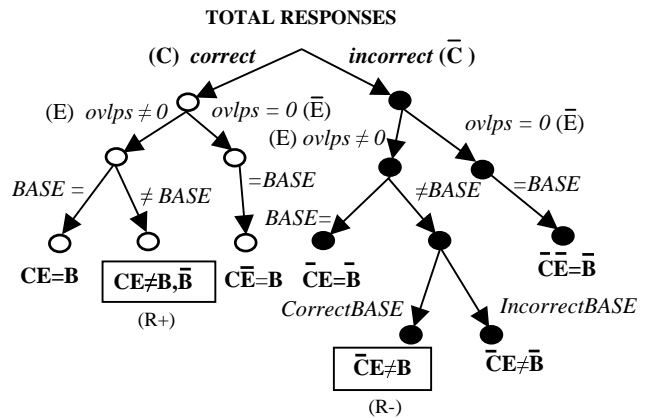 TOTAL RESPONSES
(C) correct incorrect (C̄ )
(E) ovlps ≠ 0 ovlps = 0 (Ē) (E) ovlps ≠ 0 ovlps = 0 (Ē)
BASE = ≠ BASE =BASE BASE= ≠BASE =BASE
CE=B CE≠B,B̄ CĒ=B C̄E=B̄ C̄Ē=B̄
(R+) CorrectBASE IncorrectBASE
C̄E≠B C̄E≠B̄
(R-)